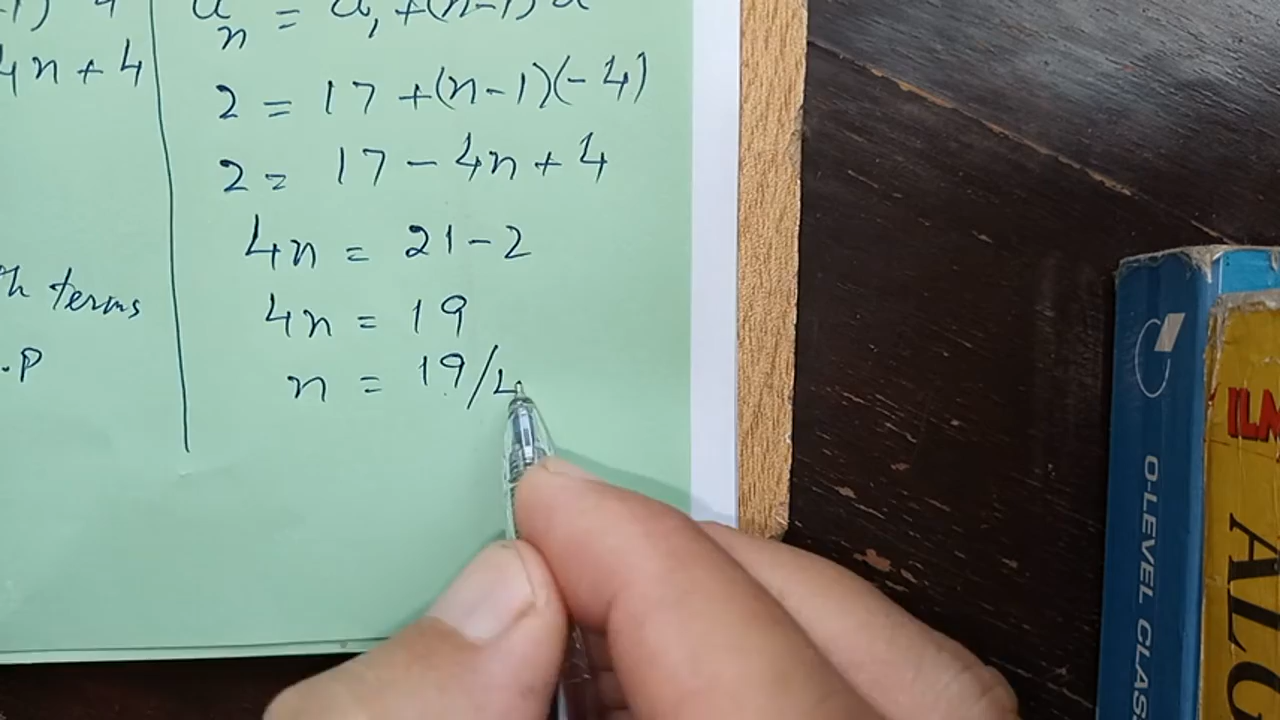 4n + 4
th terms
.P
n = a₁ + (n-1) d
2 = 17 + (n-1)(-4)
2 = 17 - 4n + 4
4n = 21 - 2
4n = 19
n = 19/4
O-LEVEL CLAS
ILM